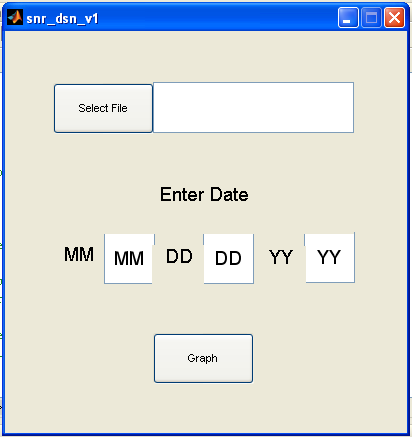 snr_dsn_v1
Select File
Enter Date
MM MM DD DD YY YY
Graph